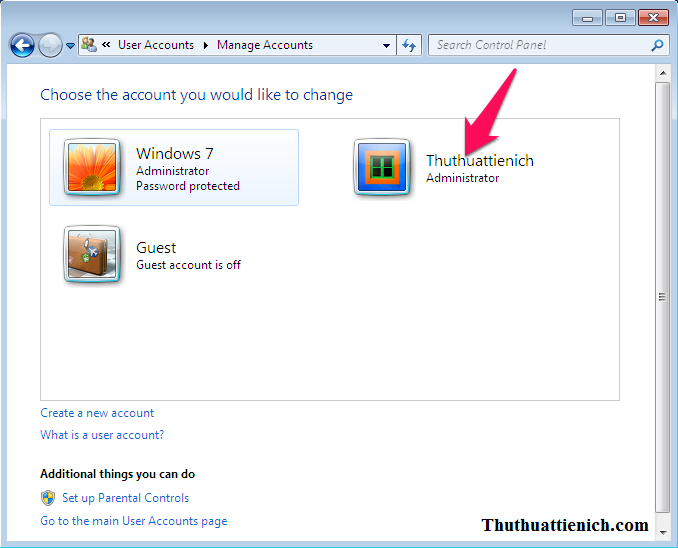 User Accounts
Manage Accounts
Search Control Panel
Choose the account you would like to change
Windows 7
Administrator
Password protected
Thuthuattienich
Administrator
Guest
Guest account is off
Create a new account
What is a user account?
Additional things you can do
Set up Parental Controls
Go to the main User Accounts page
Thuthuattienich.com